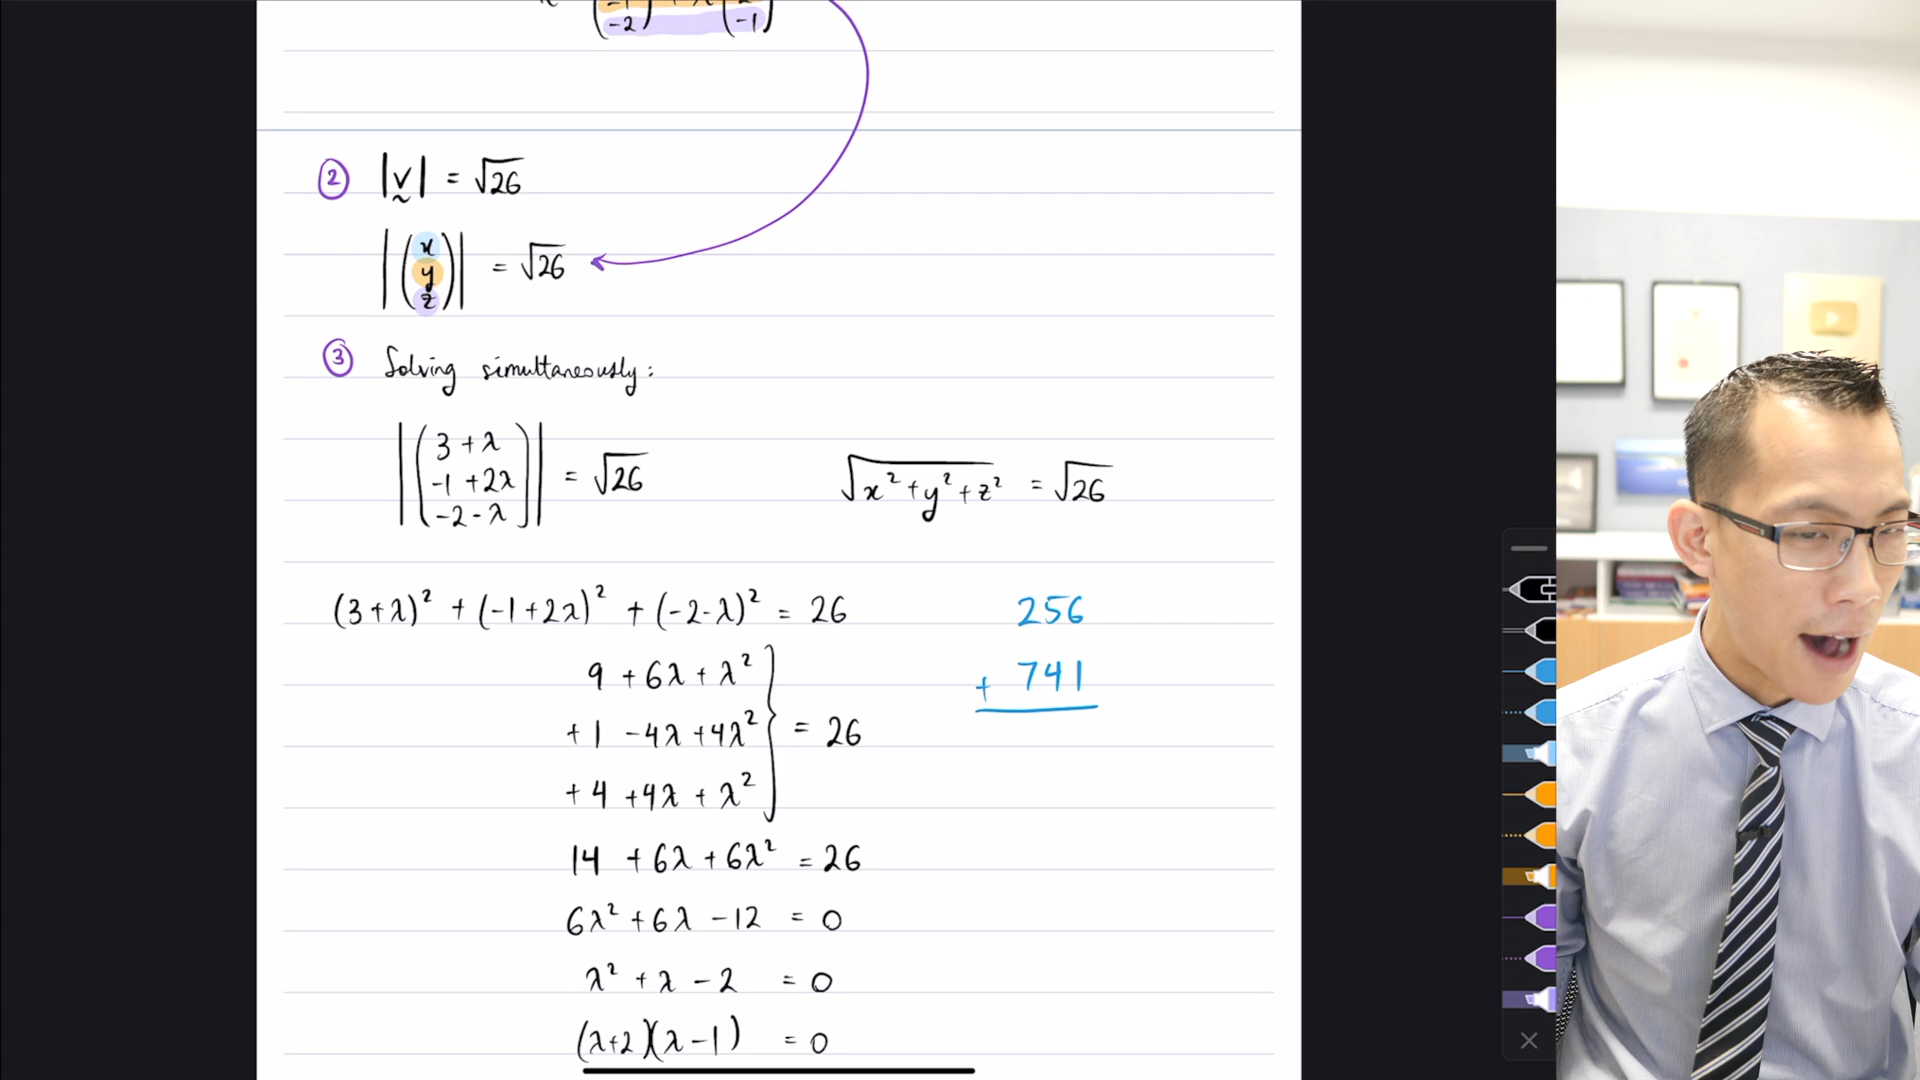 -2 -1
② |v| = √26
|(x y z)| = √26
③ Solving simultaneously:
|(3 + λ -1 + 2λ -2 - λ)| = √26
√x² + y² + z² = √26
(3 + λ)² + (-1 + 2λ)² + (-2 - λ)² = 26
9 + 6λ + λ²
+ 1 - 4λ + 4λ² } = 26
+ 4 + 4λ + λ²
14 + 6λ + 6λ² = 26
6λ² + 6λ - 12 = 0
λ² + λ - 2 = 0
(λ+2)(λ-1) = 0
256
+ 741